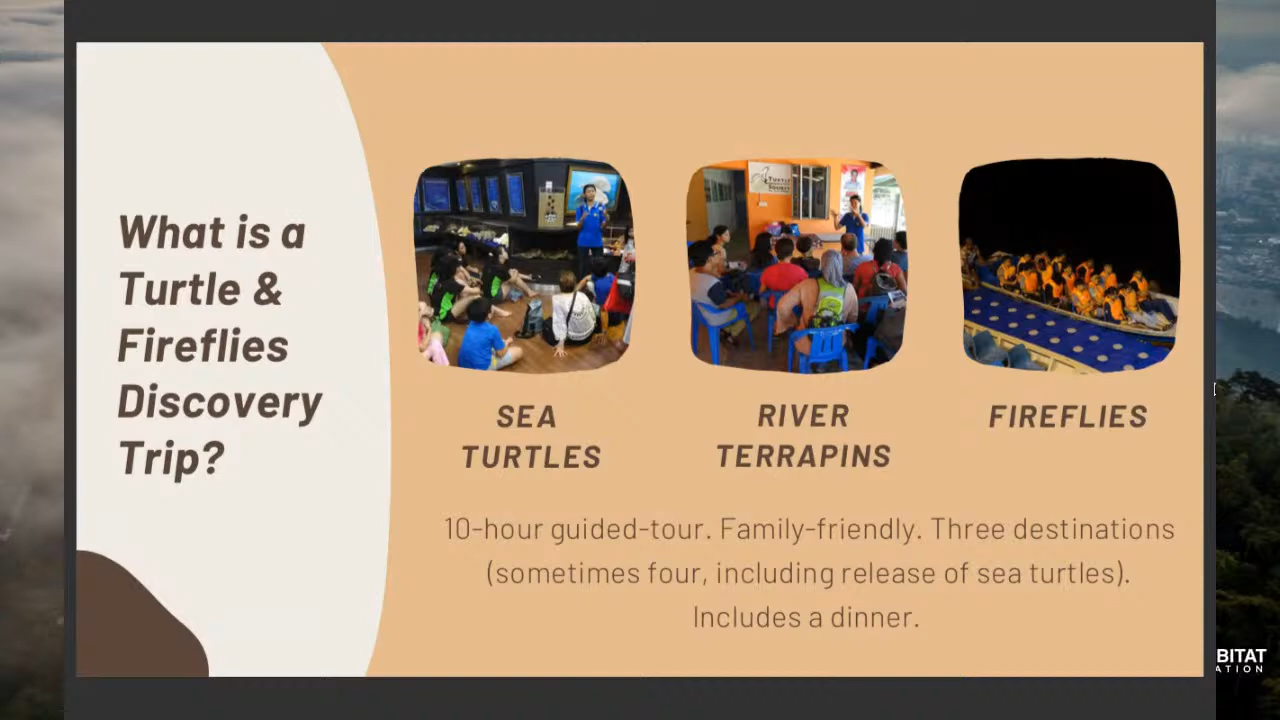 What is a
Turtle &
Fireflies
Discovery
Trip?
SEA
TURTLES
RIVER
TERRAPINS
FIREFLIES
10-hour guided-tour. Family-friendly. Three destinations
(sometimes four, including release of sea turtles).
Includes a dinner.
BITAT
ATION